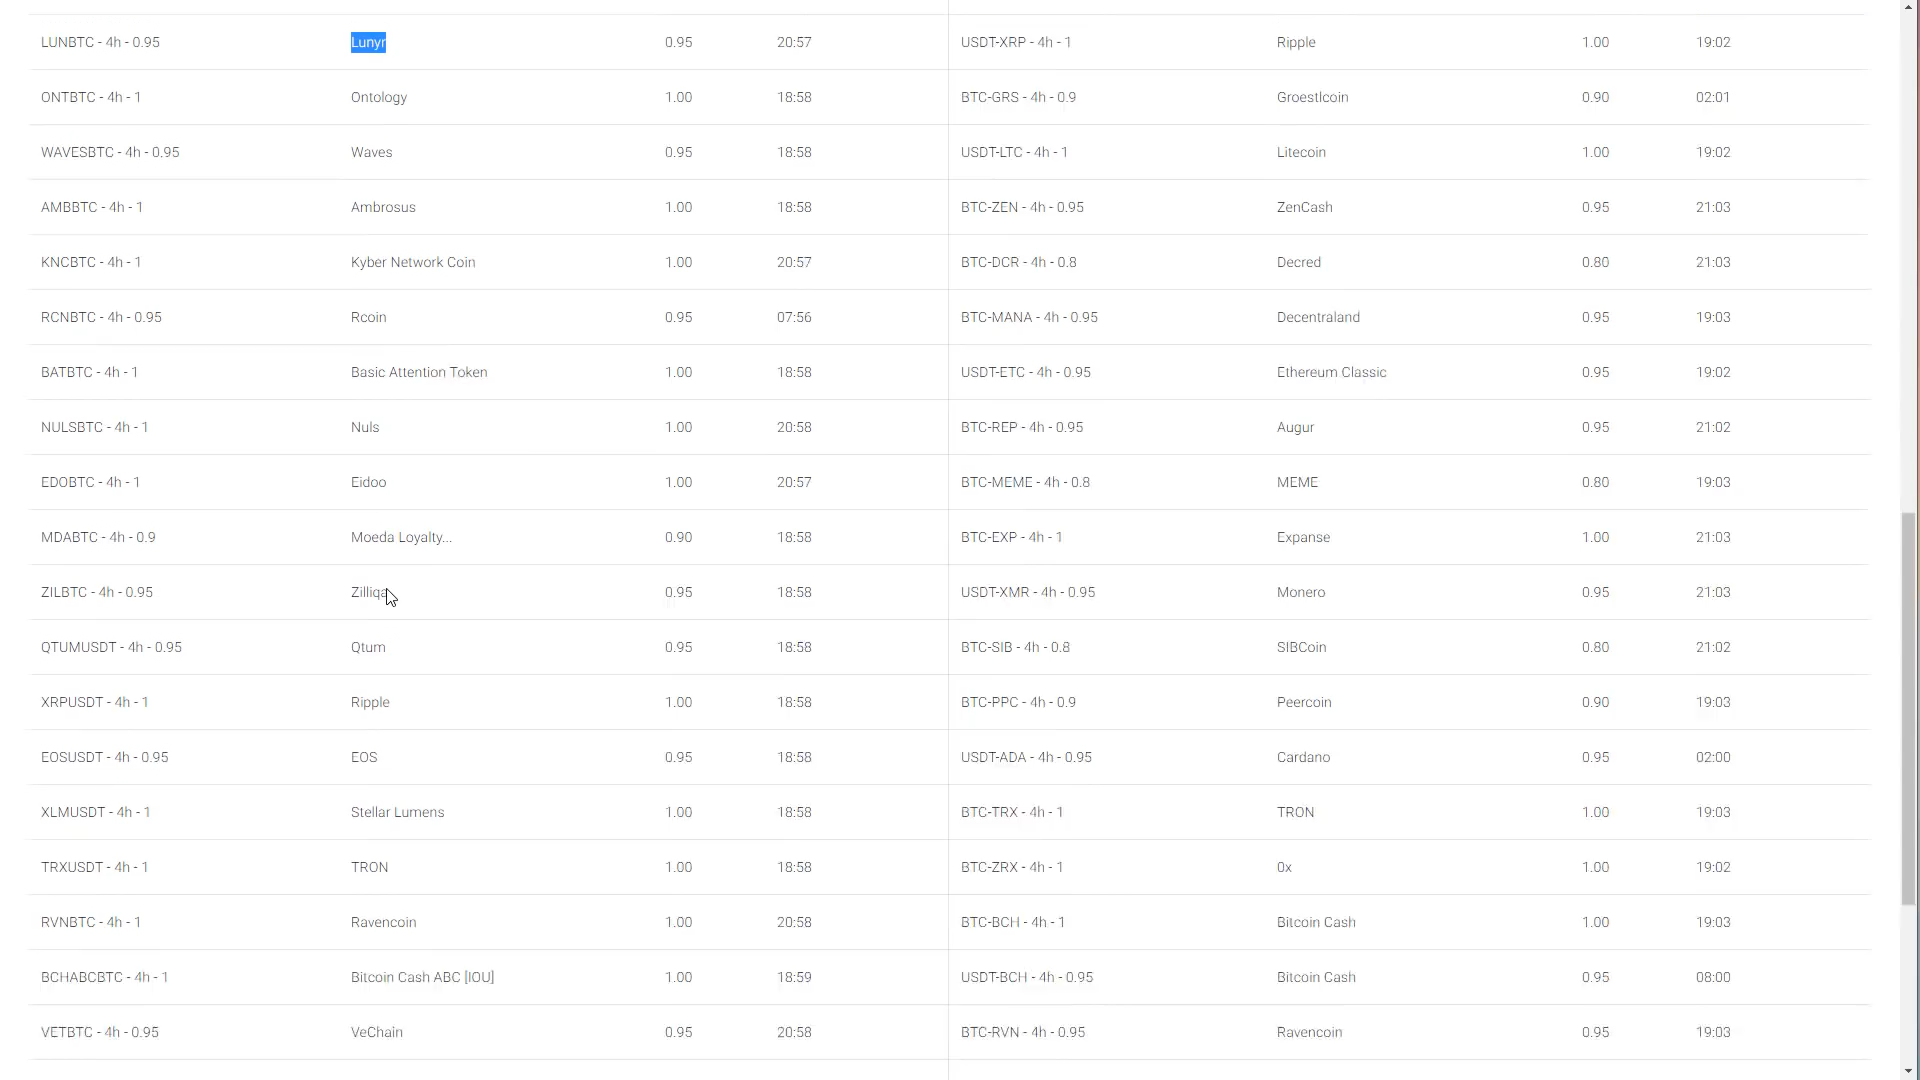 LUNBTC - 4h - 0.95 Lunyr 0.95 20:57 USDT-XRP - 4h - 1 Ripple 1.00 19:02
ONTBTC - 4h - 1 Ontology 1.00 18:58 BTC-GRS - 4h - 0.9 Groestlcoin 0.90 02:01
WAVESBTC - 4h - 0.95 Waves 0.95 18:58 USDT-LTC - 4h - 1 Litecoin 1.00 19:02
AMBBTC - 4h - 1 Ambrosus 1.00 18:58 BTC-ZEN - 4h - 0.95 ZenCash 0.95 21:03
KNCBTC - 4h - 1 Kyber Network Coin 1.00 20:57 BTC-DCR - 4h - 0.8 Decred 0.80 21:03
RCNBTC - 4h - 0.95 Rcoin 0.95 07:56 BTC-MANA - 4h - 0.95 Decentraland 0.95 19:03
BATBTC - 4h - 1 Basic Attention Token 1.00 18:58 USDT-ETC - 4h - 0.95 Ethereum Classic 0.95 19:02
NULSBTC - 4h - 1 Nuls 1.00 20:58 BTC-REP - 4h - 0.95 Augur 0.95 21:02
EDOBTC - 4h - 1 Eidoo 1.00 20:57 BTC-MEME - 4h - 0.8 MEME 0.80 19:03
MDABTC - 4h - 0.9 Moeda Loyalty... 0.90 18:58 BTC-EXP - 4h - 1 Expanse 1.00 21:03
ZILBTC - 4h - 0.95 Zilliqa 0.95 18:58 USDT-XMR - 4h - 0.95 Monero 0.95 21:03
QTUMUSDT - 4h - 0.95 Qtum 0.95 18:58 BTC-SIB - 4h - 0.8 SIBCoin 0.80 21:02
XRPUSDT - 4h - 1 Ripple 1.00 18:58 BTC-PPC - 4h - 0.9 Peercoin 0.90 19:03
EOSUSDT - 4h - 0.95 EOS 0.95 18:58 USDT-ADA - 4h - 0.95 Cardano 0.95 02:00
XLMUSDT - 4h - 1 Stellar Lumens 1.00 18:58 BTC-TRX - 4h - 1 TRON 1.00 19:03
TRXUSDT - 4h - 1 TRON 1.00 18:58 BTC-ZRX - 4h - 1 0x 1.00 19:02
RVNBTC - 4h - 1 Ravencoin 1.00 20:58 BTC-BCH - 4h - 1 Bitcoin Cash 1.00 19:03
BCHABCBTC - 4h - 1 Bitcoin Cash ABC [IOU] 1.00 18:59 USDT-BCH - 4h - 0.95 Bitcoin Cash 0.95 08:00
VETBTC - 4h - 0.95 VeChain 0.95 20:58 BTC-RVN - 4h - 0.95 Ravencoin 0.95 19:03